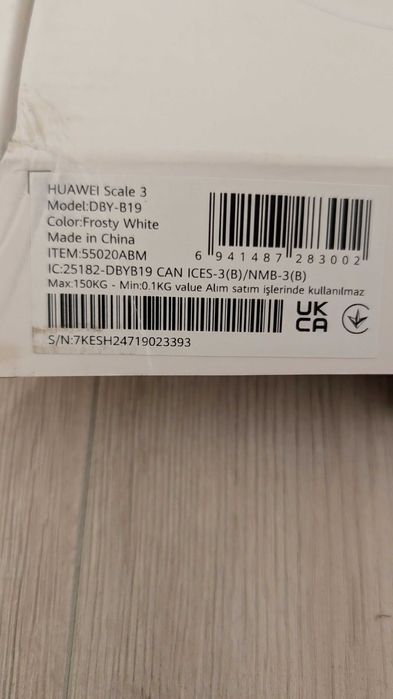 HUAWEI Scale 3
Model:DBY-B19
Color:Frosty White
Made in China
ITEM:55020ABM
6 941487 283002
IC:25182-DBYB19 CAN ICES-3(B)/NMB-3(B)
Max:150KG - Min:0.1KG value Alım satım işlerinde kullanılmaz
UK
CA
S/N:7KESH24719023393